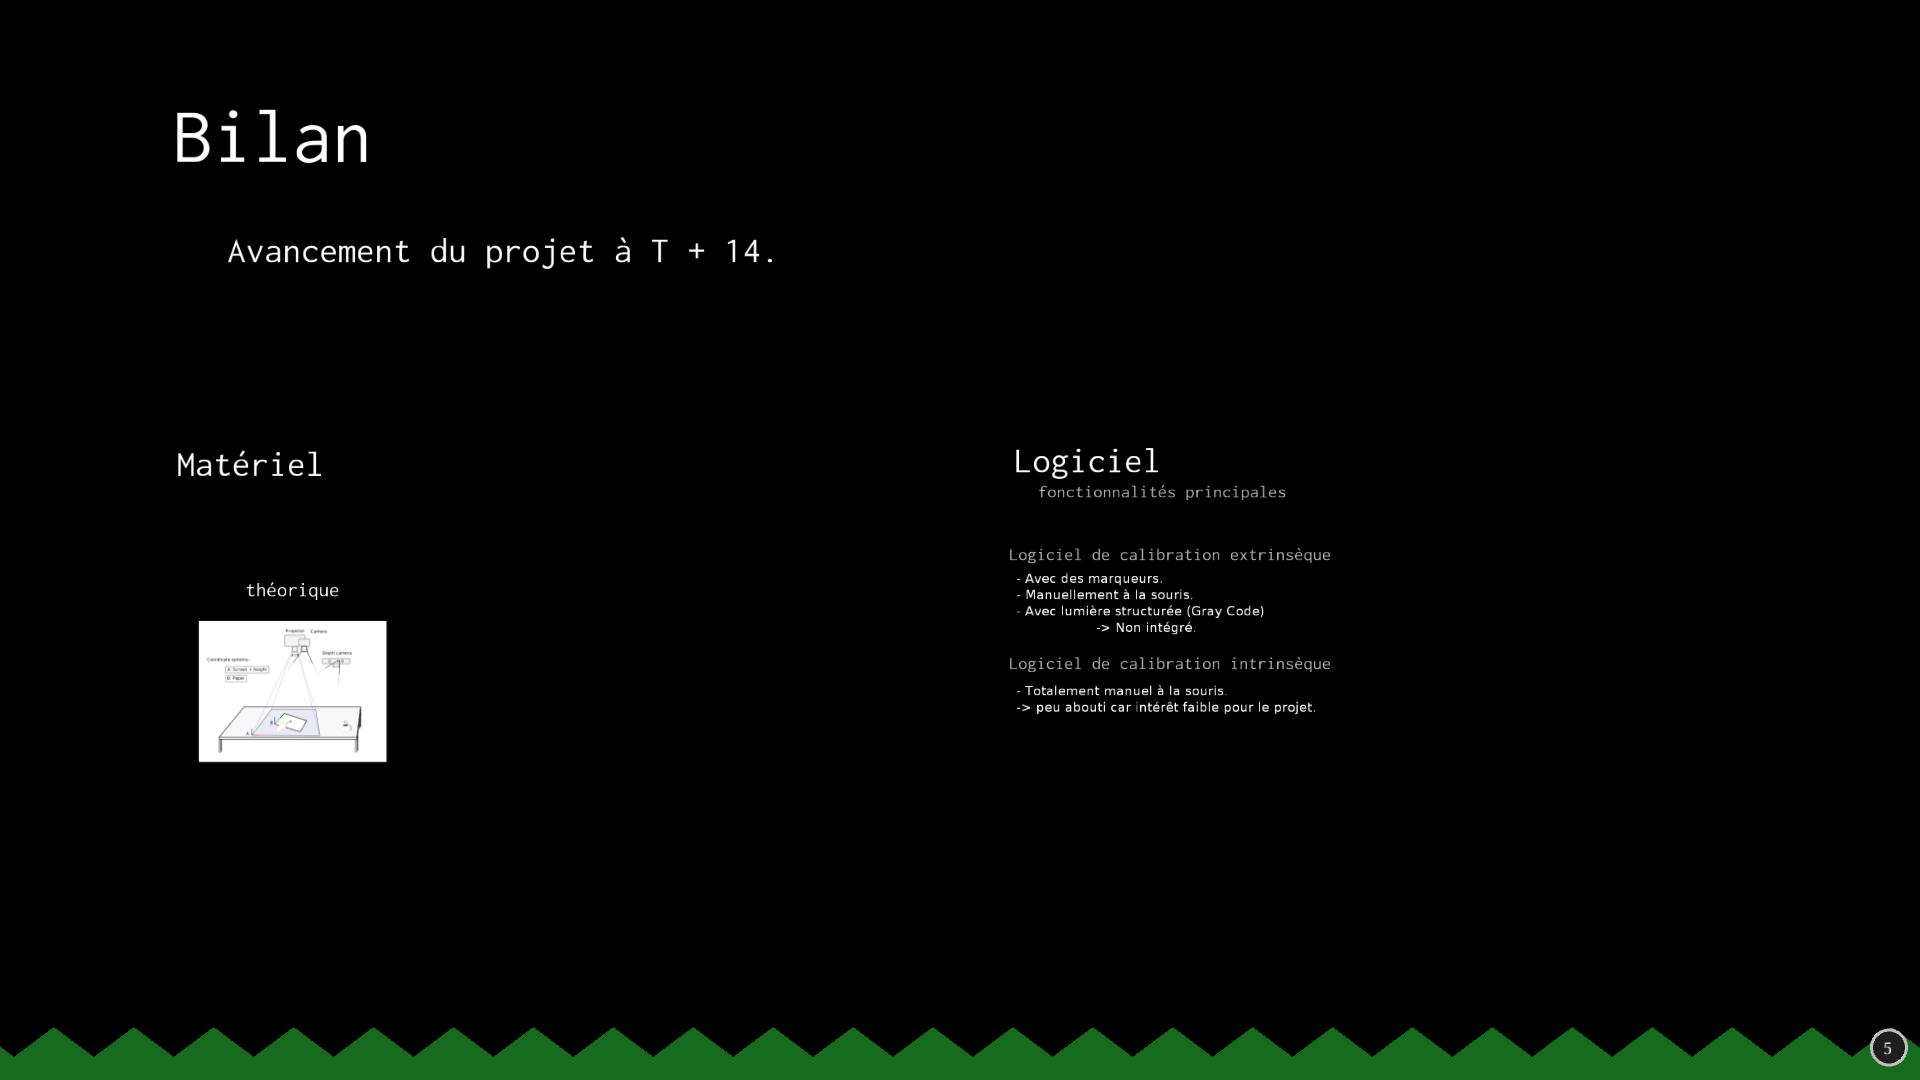 Bilan
Avancement du projet à T + 14.
Matériel
théorique
Projector Camera
Depth camera
Coordinate systems :
A: Screen + height
B: Paper
B
A
Logiciel
fonctionnalités principales
Logiciel de calibration extrinsèque
- Avec des marqueurs.
- Manuellement à la souris.
- Avec lumière structurée (Gray Code)
-> Non intégré.
Logiciel de calibration intrinsèque
- Totalement manuel à la souris.
-> peu abouti car intérêt faible pour le projet.
5